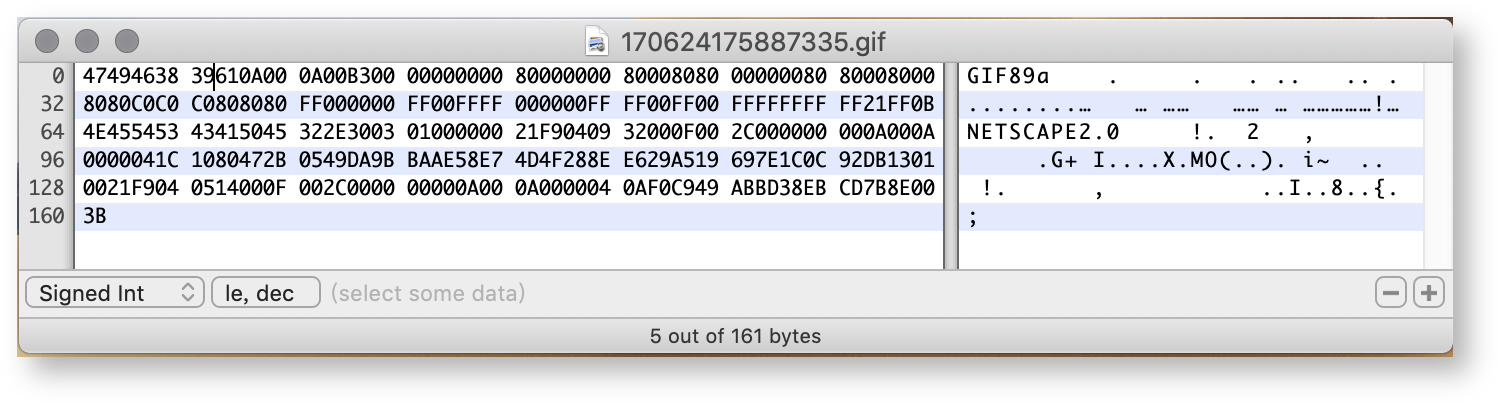 170624175887335.gif
0 47494638 39610A00 0A00B300 00000000 80000000 80008080 00000080 80008000 GIF89a . . . .. .. .
32 8080C0C0 C0808080 FF000000 FF00FFFF 000000FF FF00FF00 FFFFFFFF FF21FF0B ........… … …… …… … ……………!…
64 4E455453 43415045 322E3003 01000000 21F90409 32000F00 2C000000 000A000A NETSCAPE2.0 !. 2 ,
96 0000041C 1080472B 0549DA9B BAAE58E7 4D4F288E E629A519 697E1C0C 92DB1301 .G+ I....X.MO(..). i~ ..
128 0021F904 0514000F 002C0000 00000A00 0A000004 0AF0C949 ABBD38EB CD7B8E00 !. , ..I..8..{.
160 3B ;
Signed Int le, dec (select some data)
5 out of 161 bytes